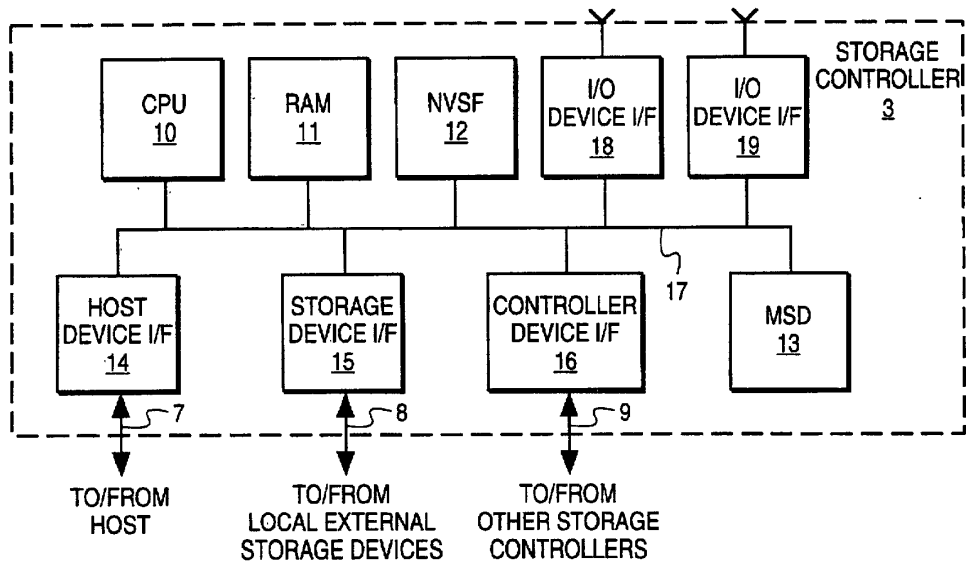 STORAGE
CONTROLLER
3
CPU
10
RAM
11
NVSF
12
I/O
DEVICE I/F
18
I/O
DEVICE I/F
19
17
HOST
DEVICE I/F
14
STORAGE
DEVICE I/F
15
CONTROLLER
DEVICE I/F
16
MSD
13
7
8
9
TO/FROM
HOST
TO/FROM
LOCAL EXTERNAL
STORAGE DEVICES
TO/FROM
OTHER STORAGE
CONTROLLERS